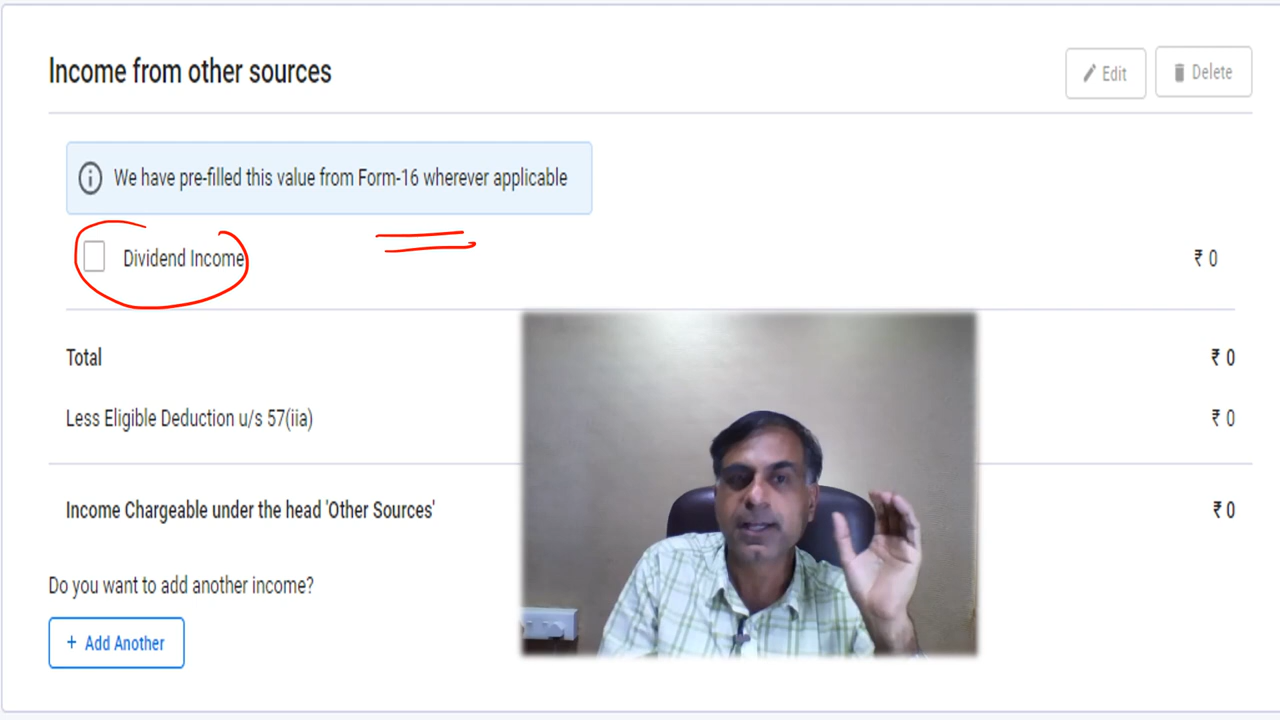 Income from other sources
Edit
Delete
We have pre-filled this value from Form-16 wherever applicable
Dividend Income
₹ 0
Total
₹ 0
Less Eligible Deduction u/s 57(iia)
₹ 0
Income Chargeable under the head 'Other Sources'
₹ 0
Do you want to add another income?
+ Add Another